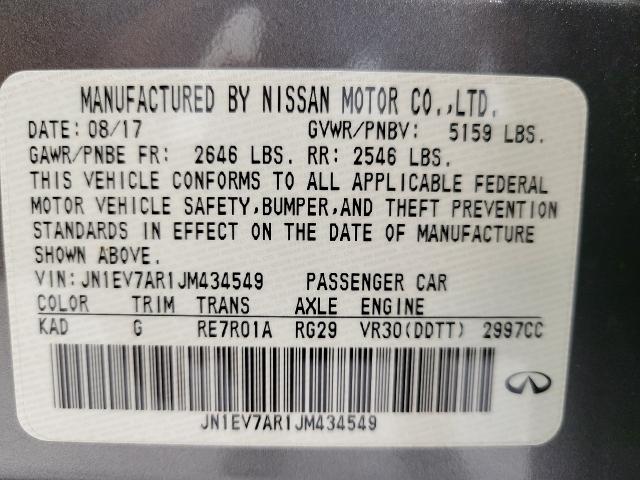 MANUFACTURED BY NISSAN MOTOR CO.,LTD.
DATE: 08/17 GVWR/PNBV: 5159 LBS.
GAWR/PNBE FR: 2646 LBS. RR: 2546 LBS.
THIS VEHICLE CONFORMS TO ALL APPLICABLE FEDERAL
MOTOR VEHICLE SAFETY,BUMPER,AND THEFT PREVENTION
STANDARDS IN EFFECT ON THE DATE OF MANUFACTURE
SHOWN ABOVE.
VIN:JN1EV7AR1JM434549 PASSENGER CAR
COLOR TRIM TRANS AXLE ENGINE
KAD G RE7R01A RG29 VR30(DDTT) 2997CC
JN1EV7AR1JM434549